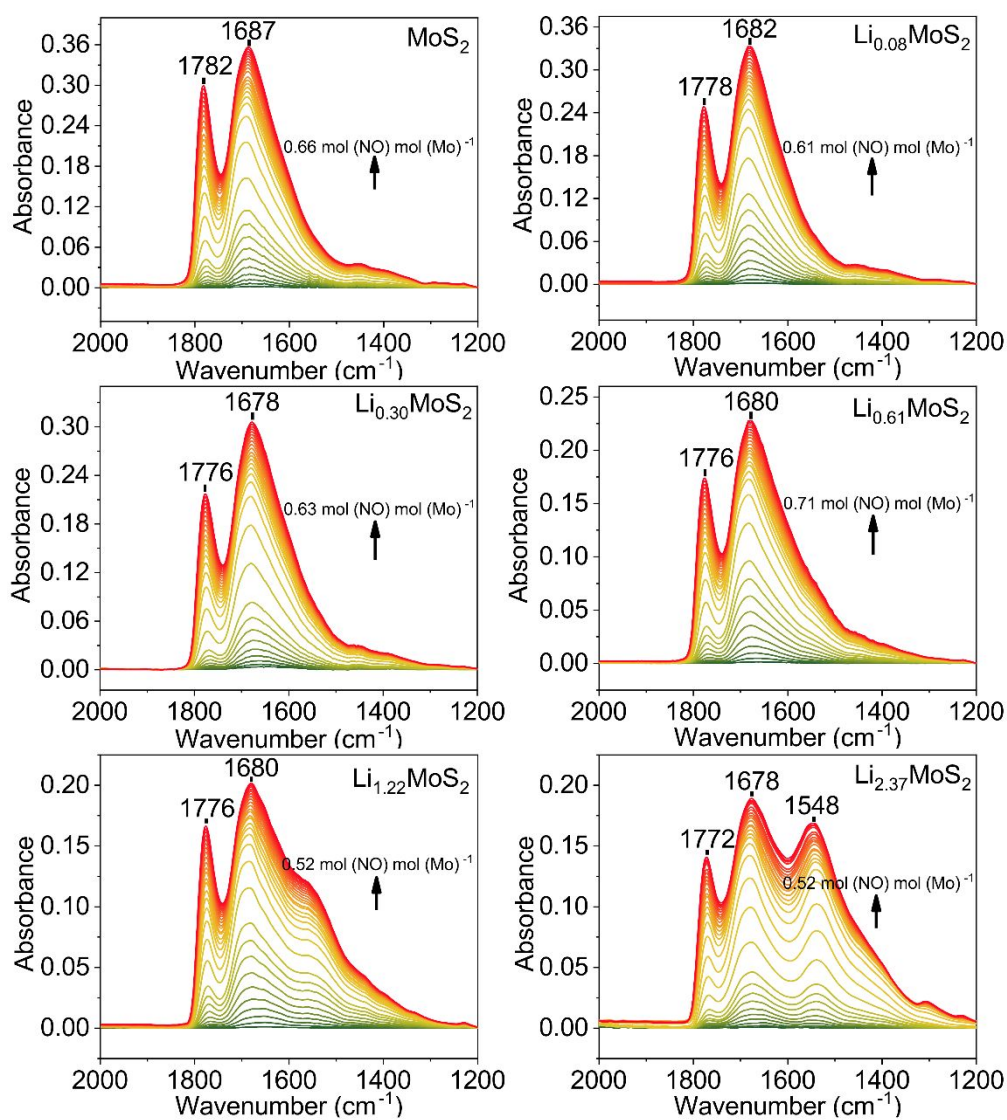 MoS2
1687
1782
0.66 mol (NO) mol (Mo) -1
Absorbance
0.36
0.30
0.24
0.18
0.12
0.06
0.00
2000 1800 1600 1400 1200
Wavenumber (cm-1)
Li0.08MoS2
1682
1778
0.61 mol (NO) mol (Mo) -1
Absorbance
0.36
0.30
0.24
0.18
0.12
0.06
0.00
2000 1800 1600 1400 1200
Wavenumber (cm-1)
Li0.30MoS2
1678
1776
0.63 mol (NO) mol (Mo) -1
Absorbance
0.30
0.24
0.18
0.12
0.06
0.00
2000 1800 1600 1400 1200
Wavenumber (cm-1)
Li0.61MoS2
1680
1776
0.71 mol (NO) mol (Mo) -1
Absorbance
0.25
0.20
0.15
0.10
0.05
0.00
2000 1800 1600 1400 1200
Wavenumber (cm-1)
Li1.22MoS2
1680
1776
0.52 mol (NO) mol (Mo) -1
Absorbance
0.20
0.15
0.10
0.05
0.00
2000 1800 1600 1400 1200
Wavenumber (cm-1)
Li2.37MoS2
1678
1548
1772
0.52 mol (NO) mol (Mo) -1
Absorbance
0.20
0.15
0.10
0.05
0.00
2000 1800 1600 1400 1200
Wavenumber (cm-1)